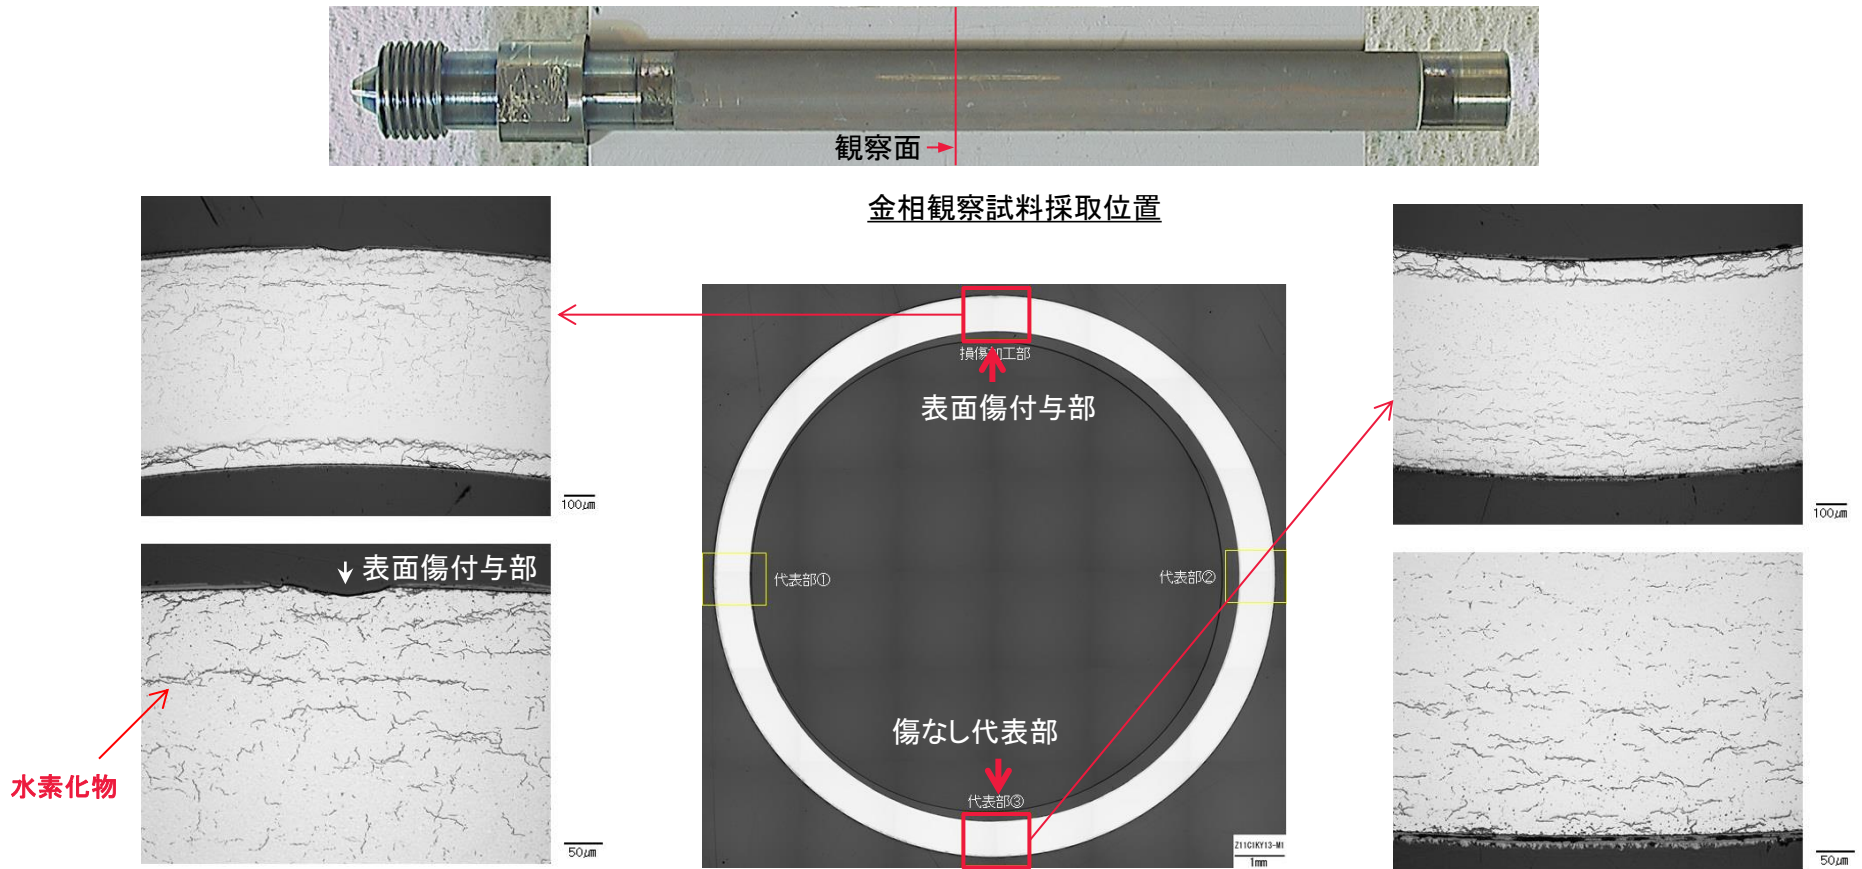 観察面
金相観察試料採取位置
100μm
表面傷付与部
水素化物
50μm
損傷加工部
表面傷付与部
代表部①
代表部②
傷なし代表部
代表部③
Z11CIKY13-M1
1mm
100μm
50μm